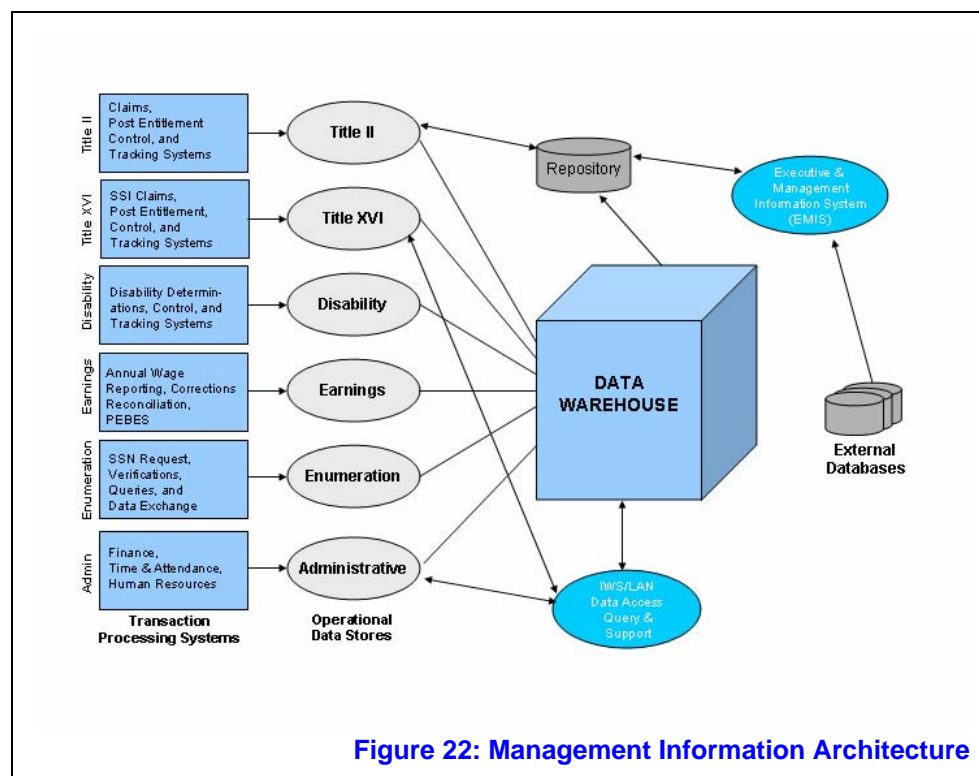 Title II
Claims,
Post Entitlement
Control, and
Tracking Systems
Title II
Repository
Executive &
Management
Information System
(EMIS)
Title XVI
SSI Claims,
Post Entitlement,
Control, and
Tracking Systems
Title XVI
Disability
Disability Determin-
ations, Control, and
Tracking Systems
Disability
Earnings
Annual Wage
Reporting, Corrections
Reconciliation,
PEBES
Earnings
DATA
WAREHOUSE
External
Databases
Enumeration
SSN Request,
Verifications,
Queries, and
Data Exchange
Enumeration
Admin
Finance,
Time & Attendance,
Human Resources
Administrative
IWS/LAN
Data Access
Query &
Support
Transaction
Processing Systems
Operational
Data Stores
Figure 22: Management Information Architecture